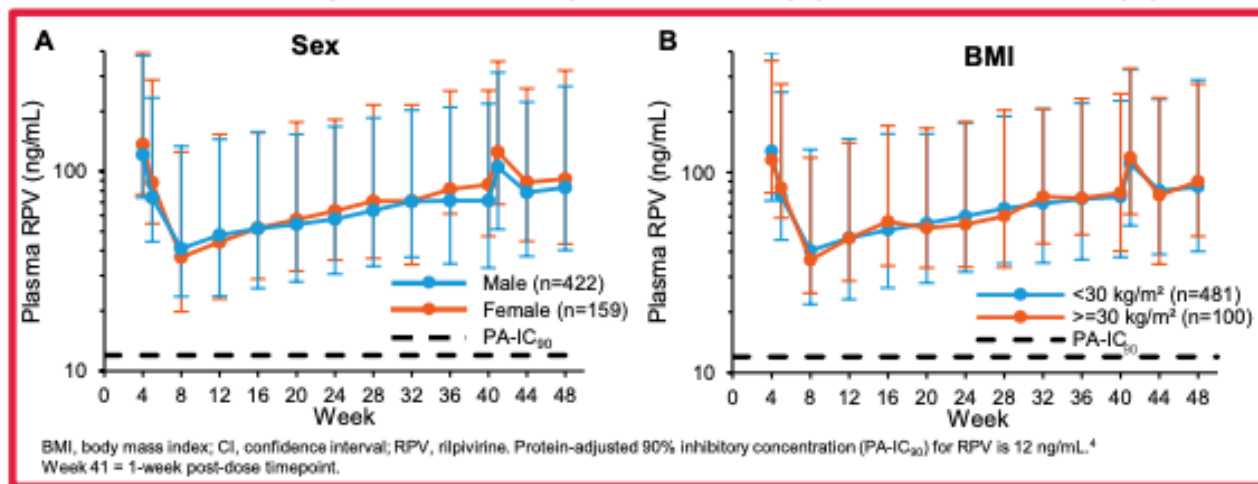 A
Sex
Plasma RPV (ng/mL)
100
10
Male (n=422)
Female (n=159)
PA-IC₉₀
0 4 8 12 16 20 24 28 32 36 40 44 48
Week
B
BMI
Plasma RPV (ng/mL)
100
10
<30 kg/m² (n=481)
>=30 kg/m² (n=100)
PA-IC₉₀
0 4 8 12 16 20 24 28 32 36 40 44 48
Week
BMI, body mass index; CI, confidence interval; RPV, rilpivirine. Protein-adjusted 90% inhibitory concentration (PA-IC₉₀) for RPV is 12 ng/mL.⁴
Week 41 = 1-week post-dose timepoint.